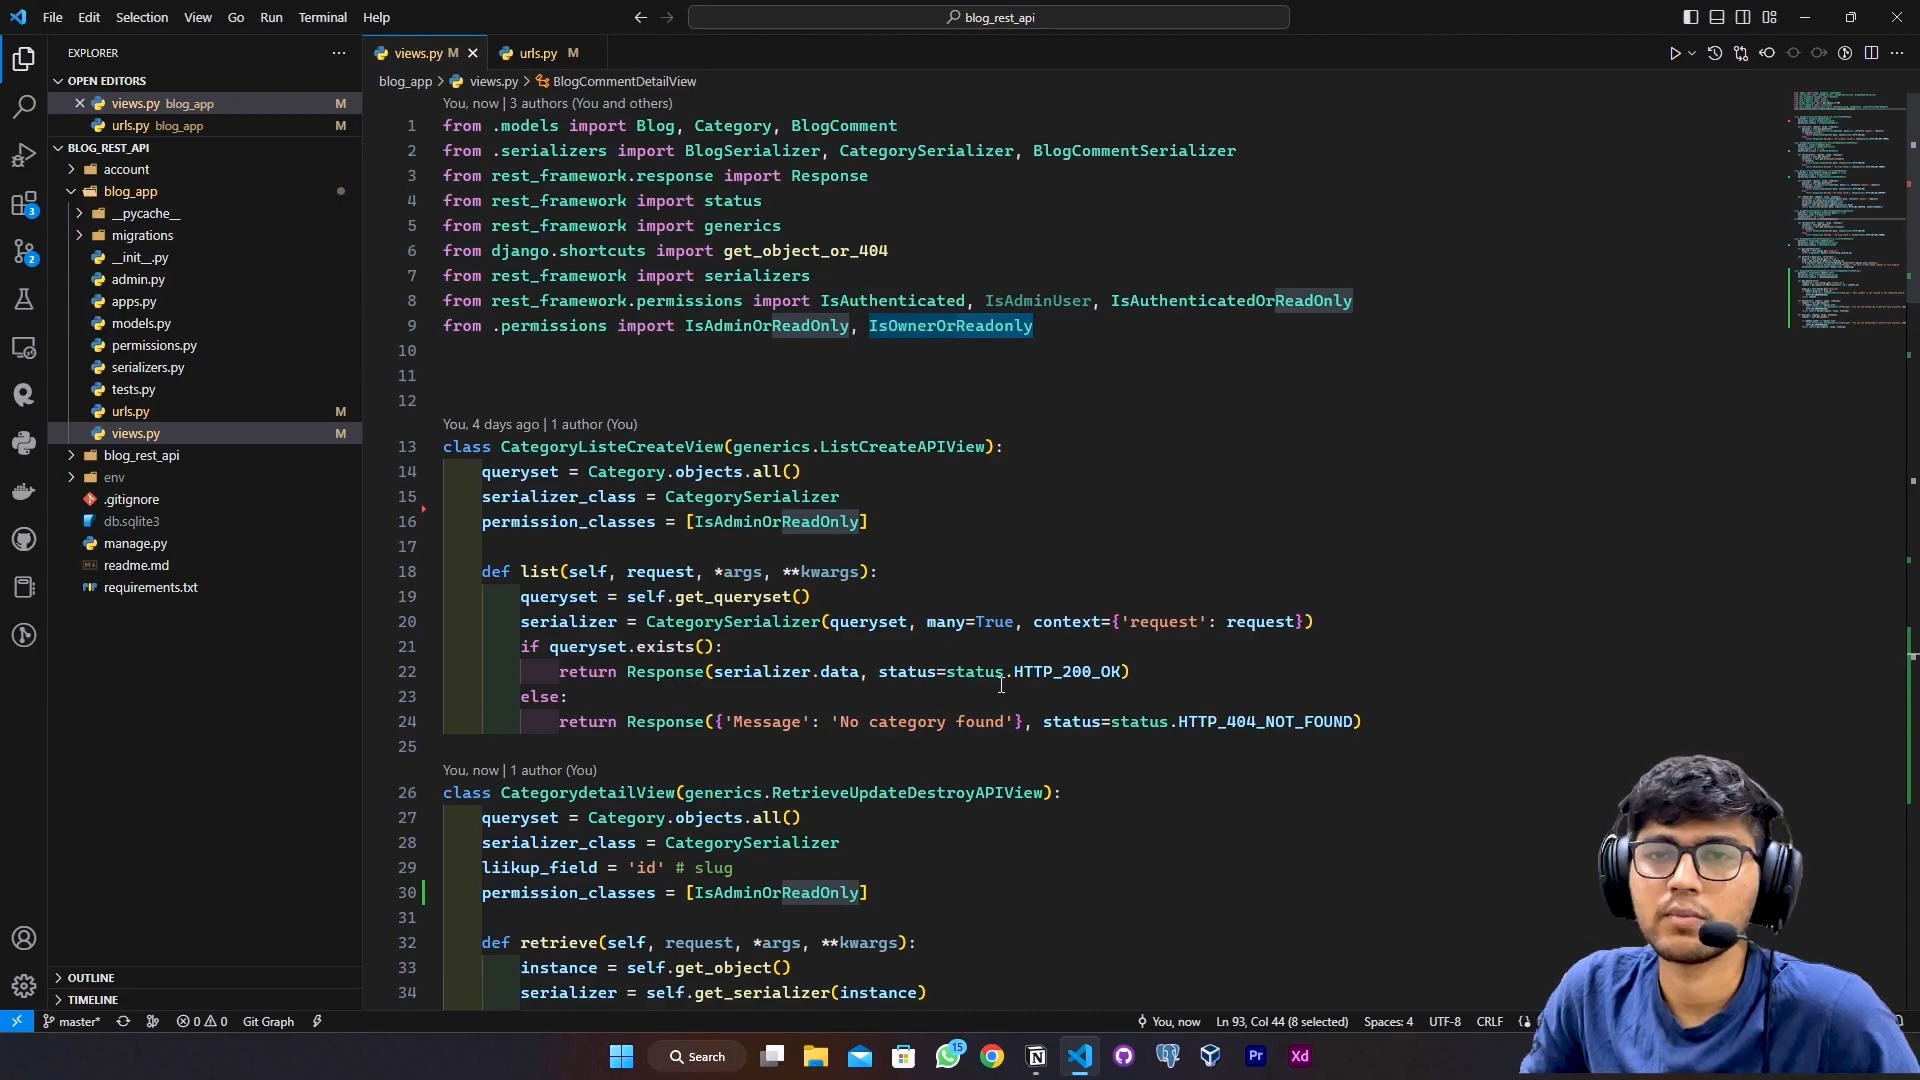 File Edit Selection View Go Run Terminal Help
blog_rest_api
EXPLORER
OPEN EDITORS
views.py blog_app M
urls.py blog_app M
BLOG_REST_API
account
blog_app
__pycache__
migrations
__init__.py
admin.py
apps.py
models.py
permissions.py
serializers.py
tests.py
urls.py M
views.py M
blog_rest_api
env
.gitignore
db.sqlite3
manage.py
readme.md
requirements.txt
OUTLINE
TIMELINE
3
2
views.py M
urls.py M
blog_app > views.py > BlogCommentDetailView
You, now | 3 authors (You and others)
1 from .models import Blog, Category, BlogComment
2 from .serializers import BlogSerializer, CategorySerializer, BlogCommentSerializer
3 from rest_framework.response import Response
4 from rest_framework import status
5 from rest_framework import generics
6 from django.shortcuts import get_object_or_404
7 from rest_framework import serializers
8 from rest_framework.permissions import IsAuthenticated, IsAdminUser, IsAuthenticatedOrReadOnly
9 from .permissions import IsAdminOrReadOnly, IsOwnerOrReadonly
10
11
12
You, 4 days ago | 1 author (You)
13 class CategoryListeCreateView(generics.ListCreateAPIView):
14 queryset = Category.objects.all()
15 serializer_class = CategorySerializer
16 permission_classes = [IsAdminOrReadOnly]
17
18 def list(self, request, *args, **kwargs):
19 queryset = self.get_queryset()
20 serializer = CategorySerializer(queryset, many=True, context={'request': request})
21 if queryset.exists():
22 return Response(serializer.data, status=status.HTTP_200_OK)
23 else:
24 return Response({'Message': 'No category found'}, status=status.HTTP_404_NOT_FOUND)
25
You, now | 1 author (You)
26 class CategorydetailView(generics.RetrieveUpdateDestroyAPIView):
27 queryset = Category.objects.all()
28 serializer_class = CategorySerializer
29 liikup_field = 'id' # slug
30 permission_classes = [IsAdminOrReadOnly]
31
32 def retrieve(self, request, *args, **kwargs):
33 instance = self.get_object()
34 serializer = self.get_serializer(instance)
master* 0 0 Git Graph You, now Ln 93, Col 44 (8 selected) Spaces: 4 UTF-8 CRLF
Search 15 Pr Xd